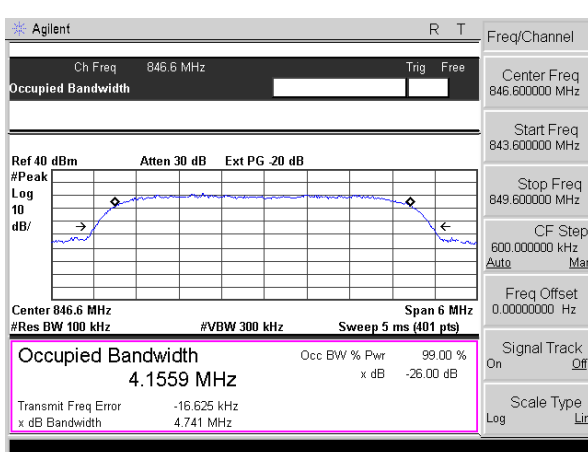 Agilent R T
Ch Freq 846.6 MHz Trig Free
Occupied Bandwidth
Ref 40 dBm Atten 30 dB Ext PG -20 dB
#Peak
Log
10
dB/
Center 846.6 MHz Span 6 MHz
#Res BW 100 kHz #VBW 300 kHz Sweep 5 ms (401 pts)
Occupied Bandwidth Occ BW % Pwr 99.00 %
4.1559 MHz x dB -26.00 dB
Transmit Freq Error -16.625 kHz
x dB Bandwidth 4.741 MHz
Freq/Channel
Center Freq
846.600000 MHz
Start Freq
843.600000 MHz
Stop Freq
849.600000 MHz
CF Step
600.000000 kHz
Auto Mar
Freq Offset
0.00000000 Hz
Signal Track
On Off
Scale Type
Log Lin